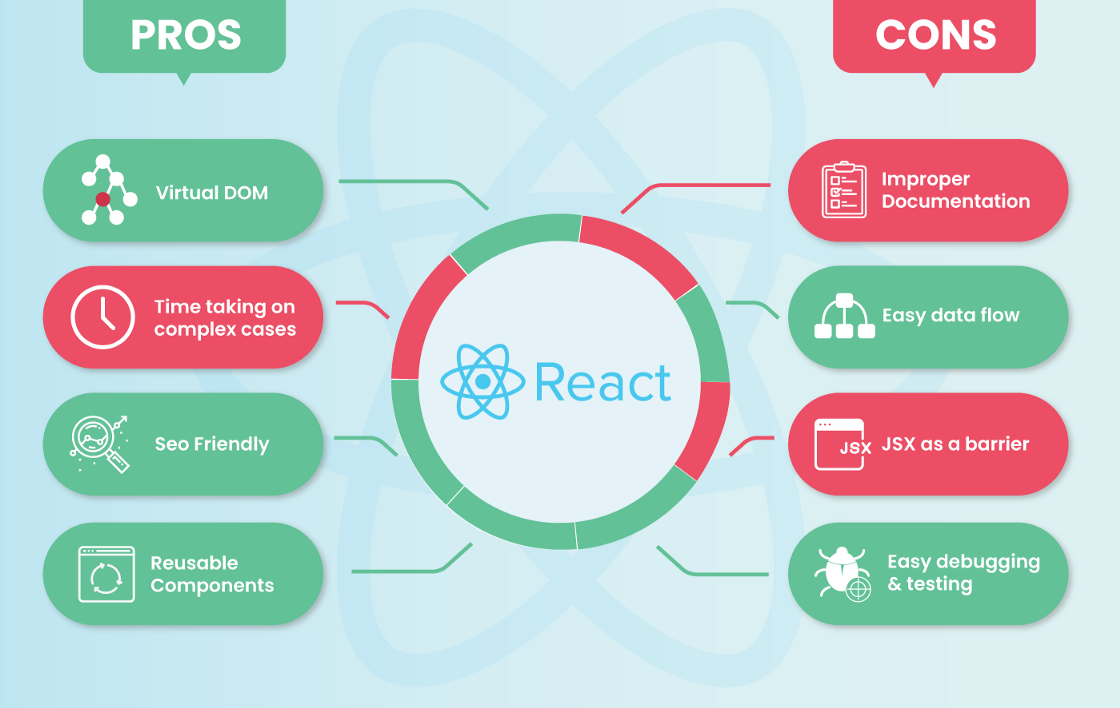 PROS
CONS
Virtual DOM
Time taking on
complex cases
Seo Friendly
Reusable
Components
React
Improper
Documentation
Easy data flow
JSX
JSX as a barrier
Easy debugging
& testing